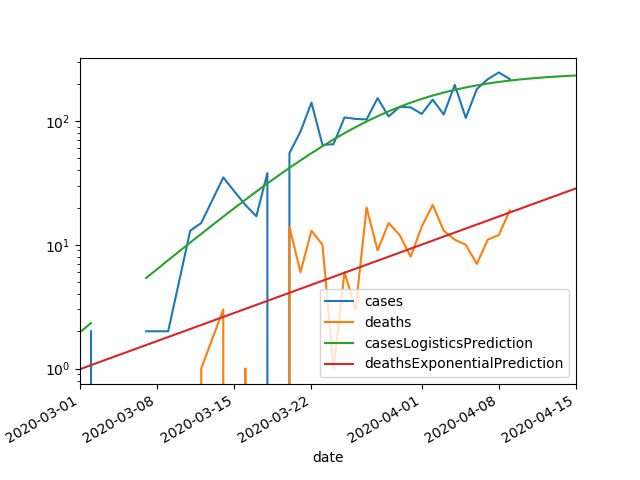 10²
10¹
10⁰
2020-03-01
2020-03-08
2020-03-15
2020-03-22
2020-04-01
2020-04-08
2020-04-15
date
cases
deaths
casesLogisticsPrediction
deathsExponentialPrediction